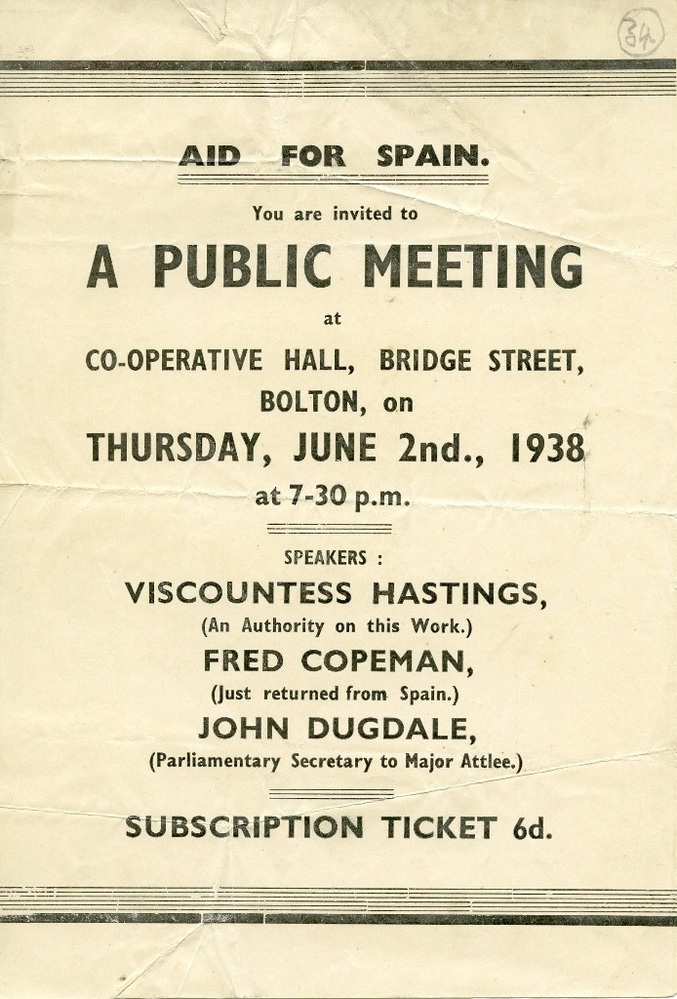 34.
AID FOR SPAIN.
You are invited to
A PUBLIC MEETING
at
CO-OPERATIVE HALL, BRIDGE STREET,
BOLTON, on
THURSDAY, JUNE 2nd., 1938
at 7-30 p.m.
SPEAKERS :
VISCOUNTESS HASTINGS,
(An Authority on this Work.)
FRED COPEMAN,
(Just returned from Spain.)
JOHN DUGDALE,
(Parliamentary Secretary to Major Attlee.)
SUBSCRIPTION TICKET 6d.